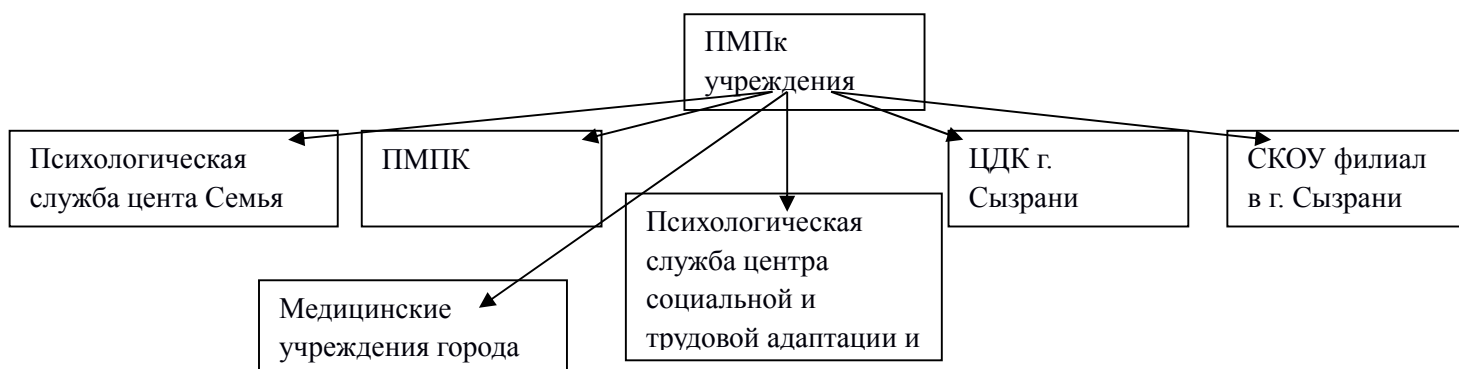 ПМПк
учреждения
Психологическая
служба цента Семья
ПМПК
ЦДК г.
Сызрани
СКОУ филиал
в г. Сызрани
Психологическая
служба центра
социальной и
трудовой адаптации и
Медицинские
учреждения города